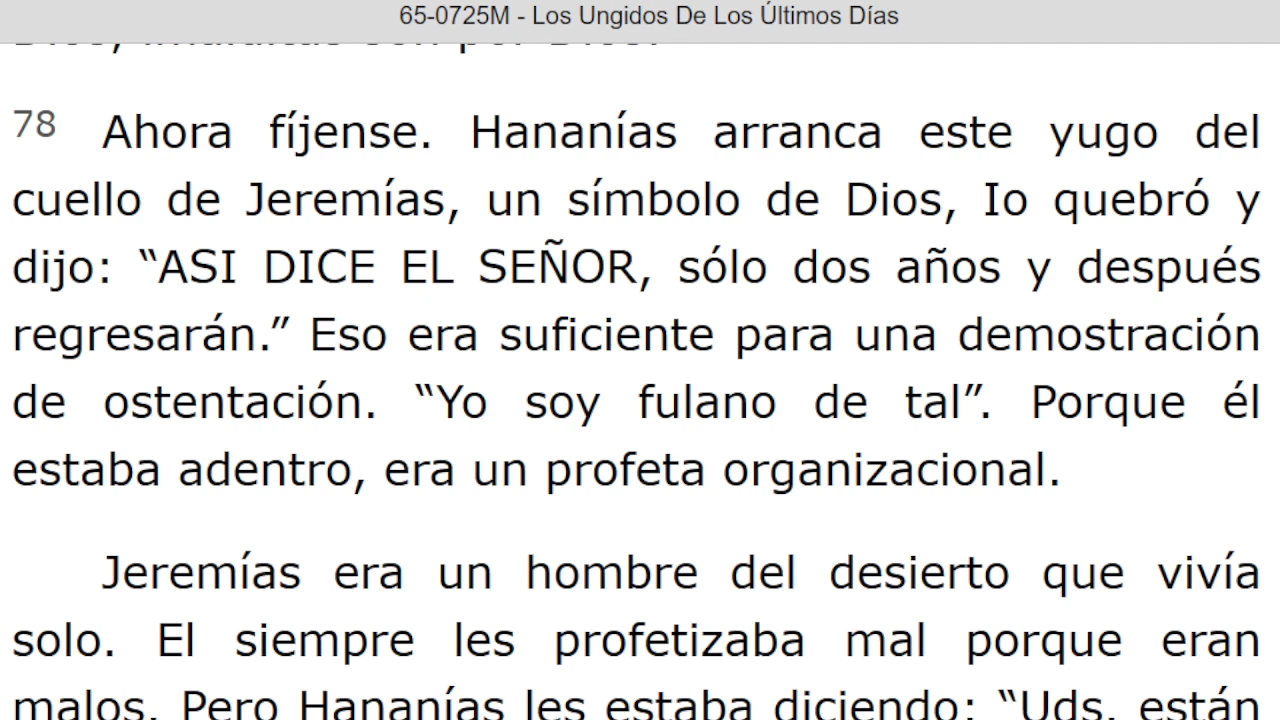 65-0725M - Los Ungidos De Los Últimos Días
78 Ahora fíjense. Hananías arranca este yugo del
cuello de Jeremías, un símbolo de Dios, Io quebró y
dijo: “ASI DICE EL SEÑOR, sólo dos años y después
regresarán.” Eso era suficiente para una demostración
de ostentación. “Yo soy fulano de tal”. Porque él
estaba adentro, era un profeta organizacional.
Jeremías era un hombre del desierto que vivía
solo. El siempre les profetizaba mal porque eran
malos. Pero Hananías les estaba diciendo: “Uds. están